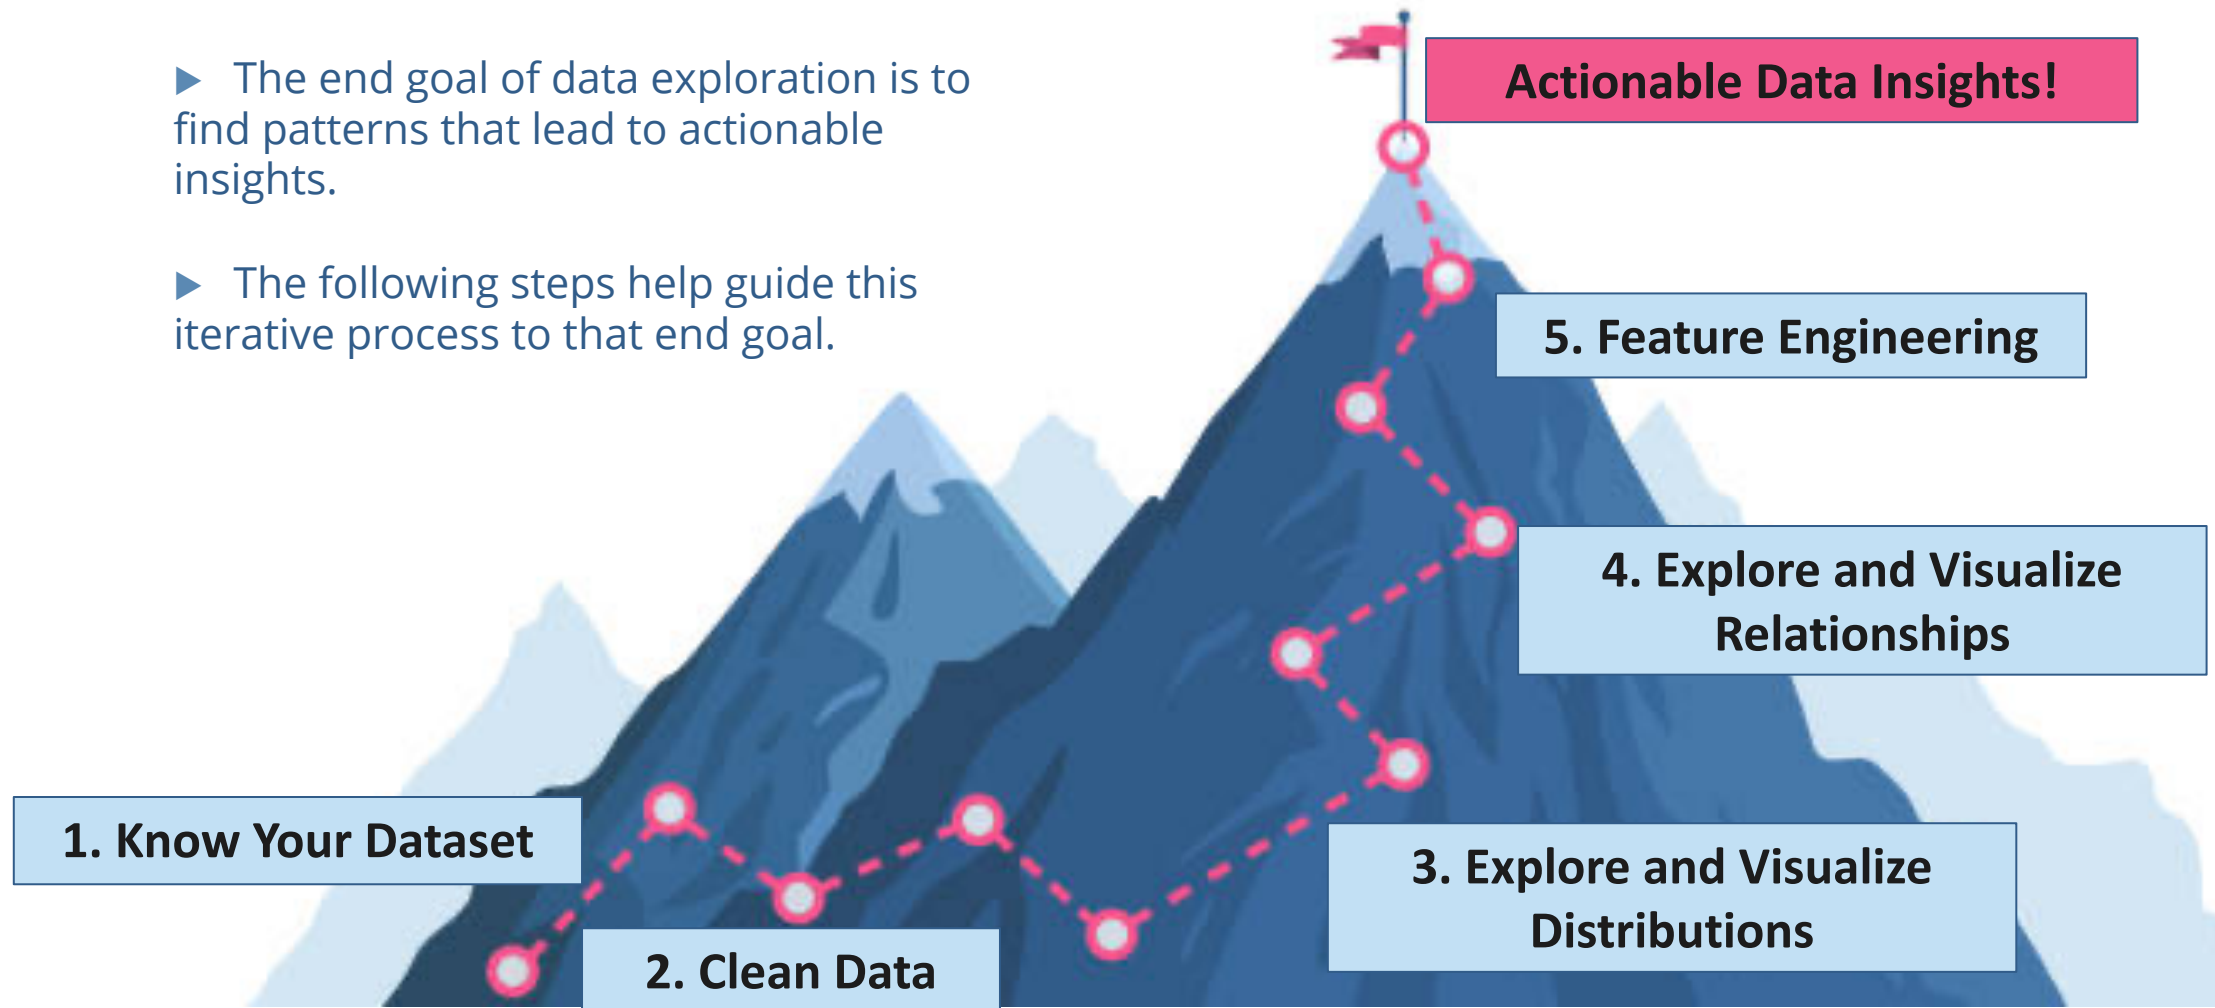 ▶ The end goal of data exploration is to
find patterns that lead to actionable
insights.
▶ The following steps help guide this
iterative process to that end goal.
Actionable Data Insights!
5. Feature Engineering
4. Explore and Visualize
Relationships
3. Explore and Visualize
Distributions
1. Know Your Dataset
2. Clean Data